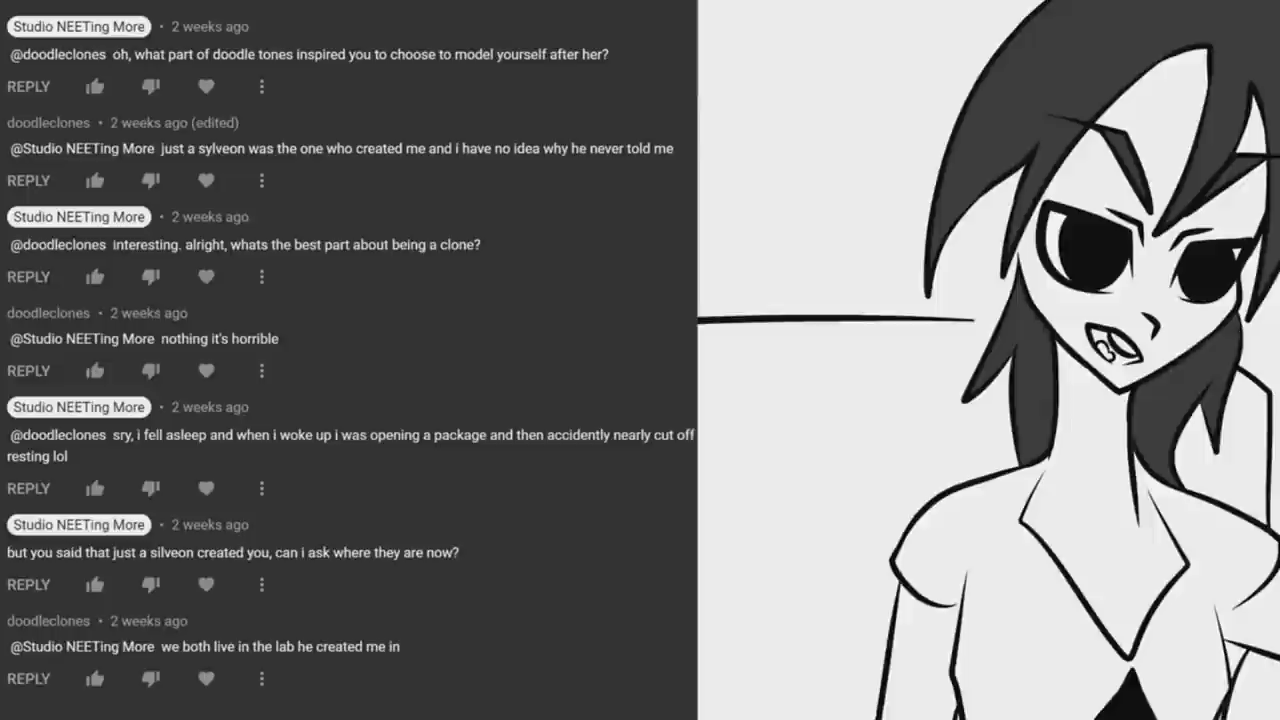 Studio NEETing More • 2 weeks ago
@doodleclones oh, what part of doodle tones inspired you to choose to model yourself after her?
REPLY
doodleclones • 2 weeks ago (edited)
@Studio NEETing More just a sylveon was the one who created me and i have no idea why he never told me
REPLY
Studio NEETing More • 2 weeks ago
@doodleclones interesting. alright, whats the best part about being a clone?
REPLY
doodleclones • 2 weeks ago
@Studio NEETing More nothing it's horrible
REPLY
Studio NEETing More • 2 weeks ago
@doodleclones sry, i fell asleep and when i woke up i was opening a package and then accidently nearly cut off
resting lol
REPLY
Studio NEETing More • 2 weeks ago
but you said that just a silveon created you, can i ask where they are now?
REPLY
doodleclones • 2 weeks ago
@Studio NEETing More we both live in the lab he created me in
REPLY